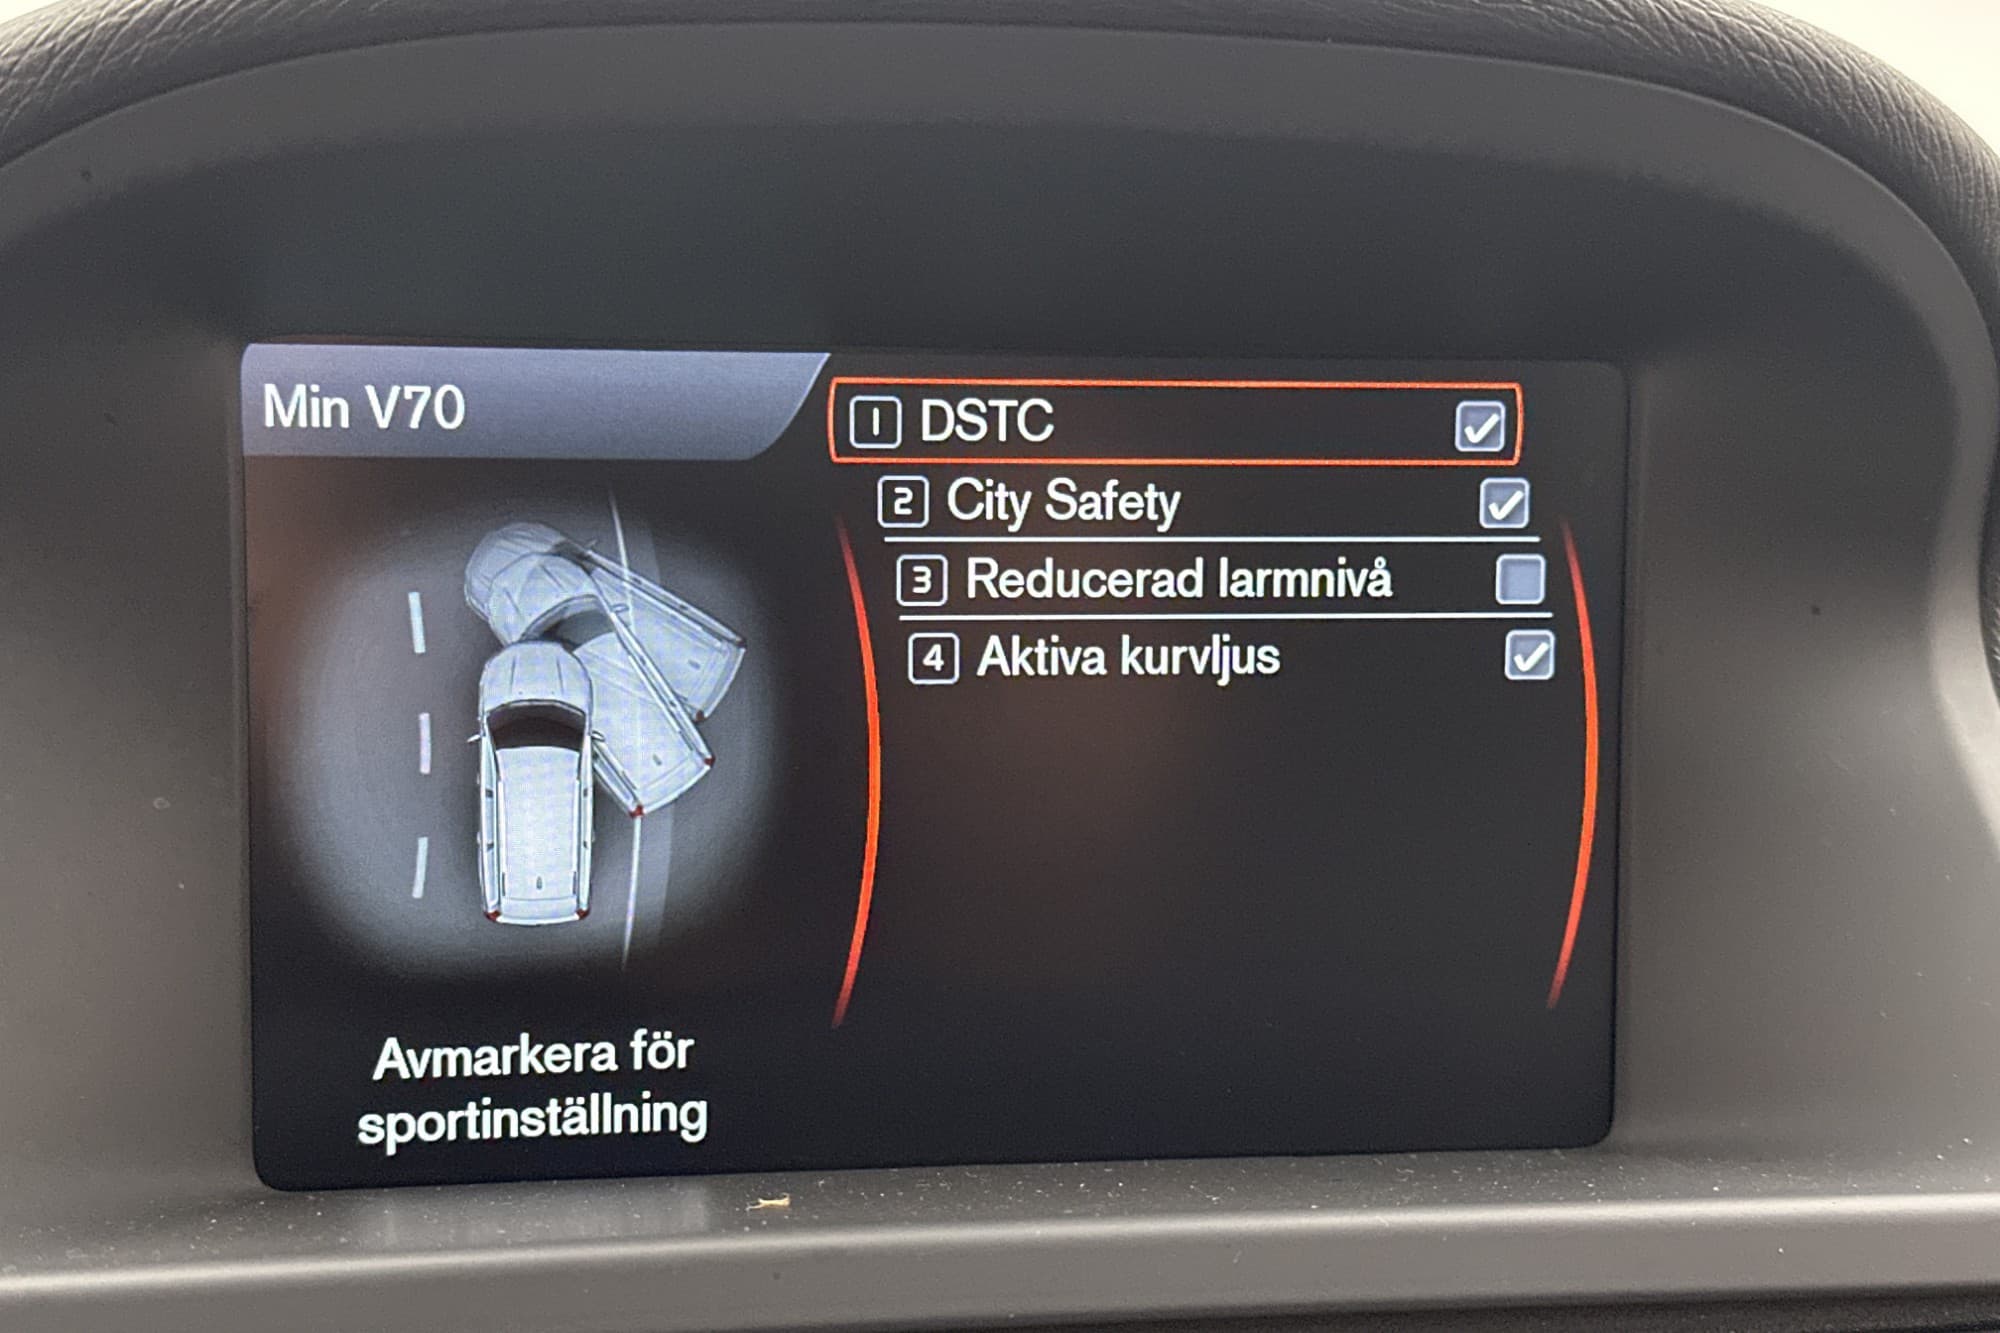 Min V70
1 DSTC
2 City Safety
3 Reducerad larmnivå
4 Aktiva kurvljus
Avmarkera för
sportinställning